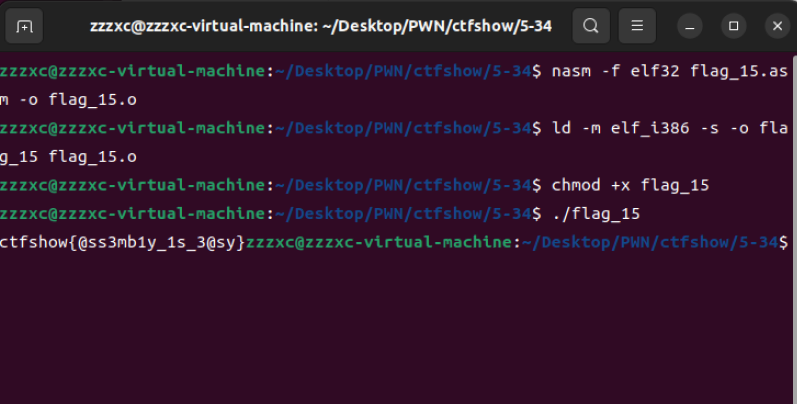 zzzxc@zzzxc-virtual-machine: ~/Desktop/PWN/ctfshow/5-34
zzzxc@zzzxc-virtual-machine:~/Desktop/PWN/ctfshow/5-34$ nasm -f elf32 flag_15.as
m -o flag_15.o
zzzxc@zzzxc-virtual-machine:~/Desktop/PWN/ctfshow/5-34$ ld -m elf_i386 -s -o fla
g_15 flag_15.o
zzzxc@zzzxc-virtual-machine:~/Desktop/PWN/ctfshow/5-34$ chmod +x flag_15
zzzxc@zzzxc-virtual-machine:~/Desktop/PWN/ctfshow/5-34$ ./flag_15
ctfshow{@ss3mb1y_1s_3@sy}zzzxc@zzzxc-virtual-machine:~/Desktop/PWN/ctfshow/5-34$